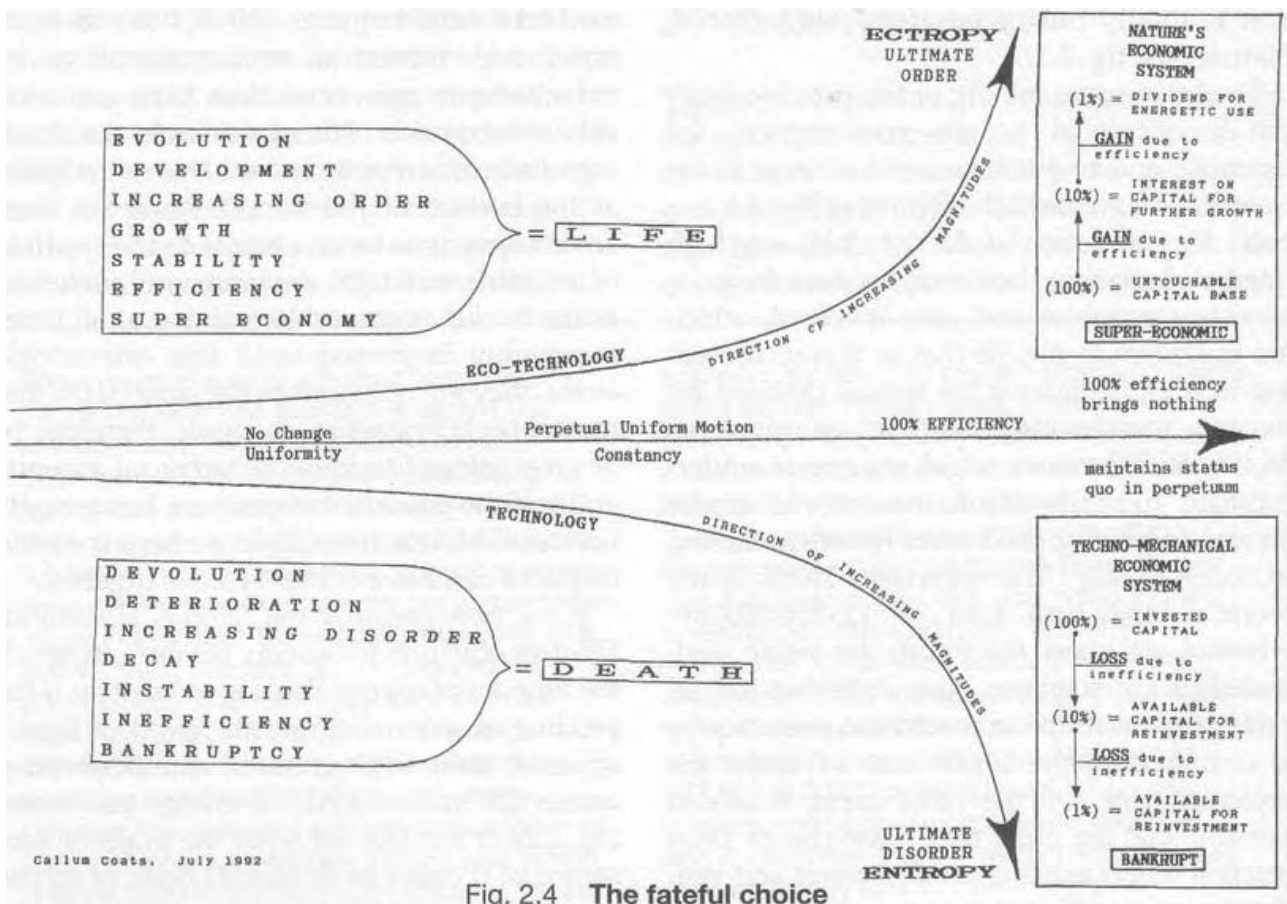 ECTROPY
ULTIMATE
ORDER
EVOLUTION
DEVELOPMENT
INCREASING ORDER
GROWTH
STABILITY
EFFICIENCY
SUPER ECONOMY
= LIFE
ECO-TECHNOLOGY
DIRECTION OF INCREASING MAGNITUDES
NATURE'S
ECONOMIC
SYSTEM
(1%) = DIVIDEND FOR
ENERGETIC USE
GAIN due to
efficiency
(10%) = INTEREST ON
CAPITAL FOR
FURTHER GROWTH
GAIN due to
efficiency
(100%) = UNTOUCHABLE
CAPITAL BASE
SUPER-ECONOMIC
100% efficiency
brings nothing
No Change
Uniformity
Perpetual Uniform Motion
Constancy
100% EFFICIENCY
maintains status
quo in perpetuum
TECHNOLOGY
DIRECTION OF INCREASING MAGNITUDES
DEVOLUTION
DETERIORATION
INCREASING DISORDER
DECAY
INSTABILITY
INEFFICIENCY
BANKRUPTCY
= DEATH
TECHNO-MECHANICAL
ECONOMIC
SYSTEM
(100%) = INVESTED
CAPITAL
LOSS due to
inefficiency
(10%) = AVAILABLE
CAPITAL FOR
REINVESTMENT
LOSS due to
inefficiency
(1%) = AVAILABLE
CAPITAL FOR
REINVESTMENT
BANKRUPT
ULTIMATE
DISORDER
ENTROPY
Callum Coats, July 1992
Fig. 2.4 The fateful choice